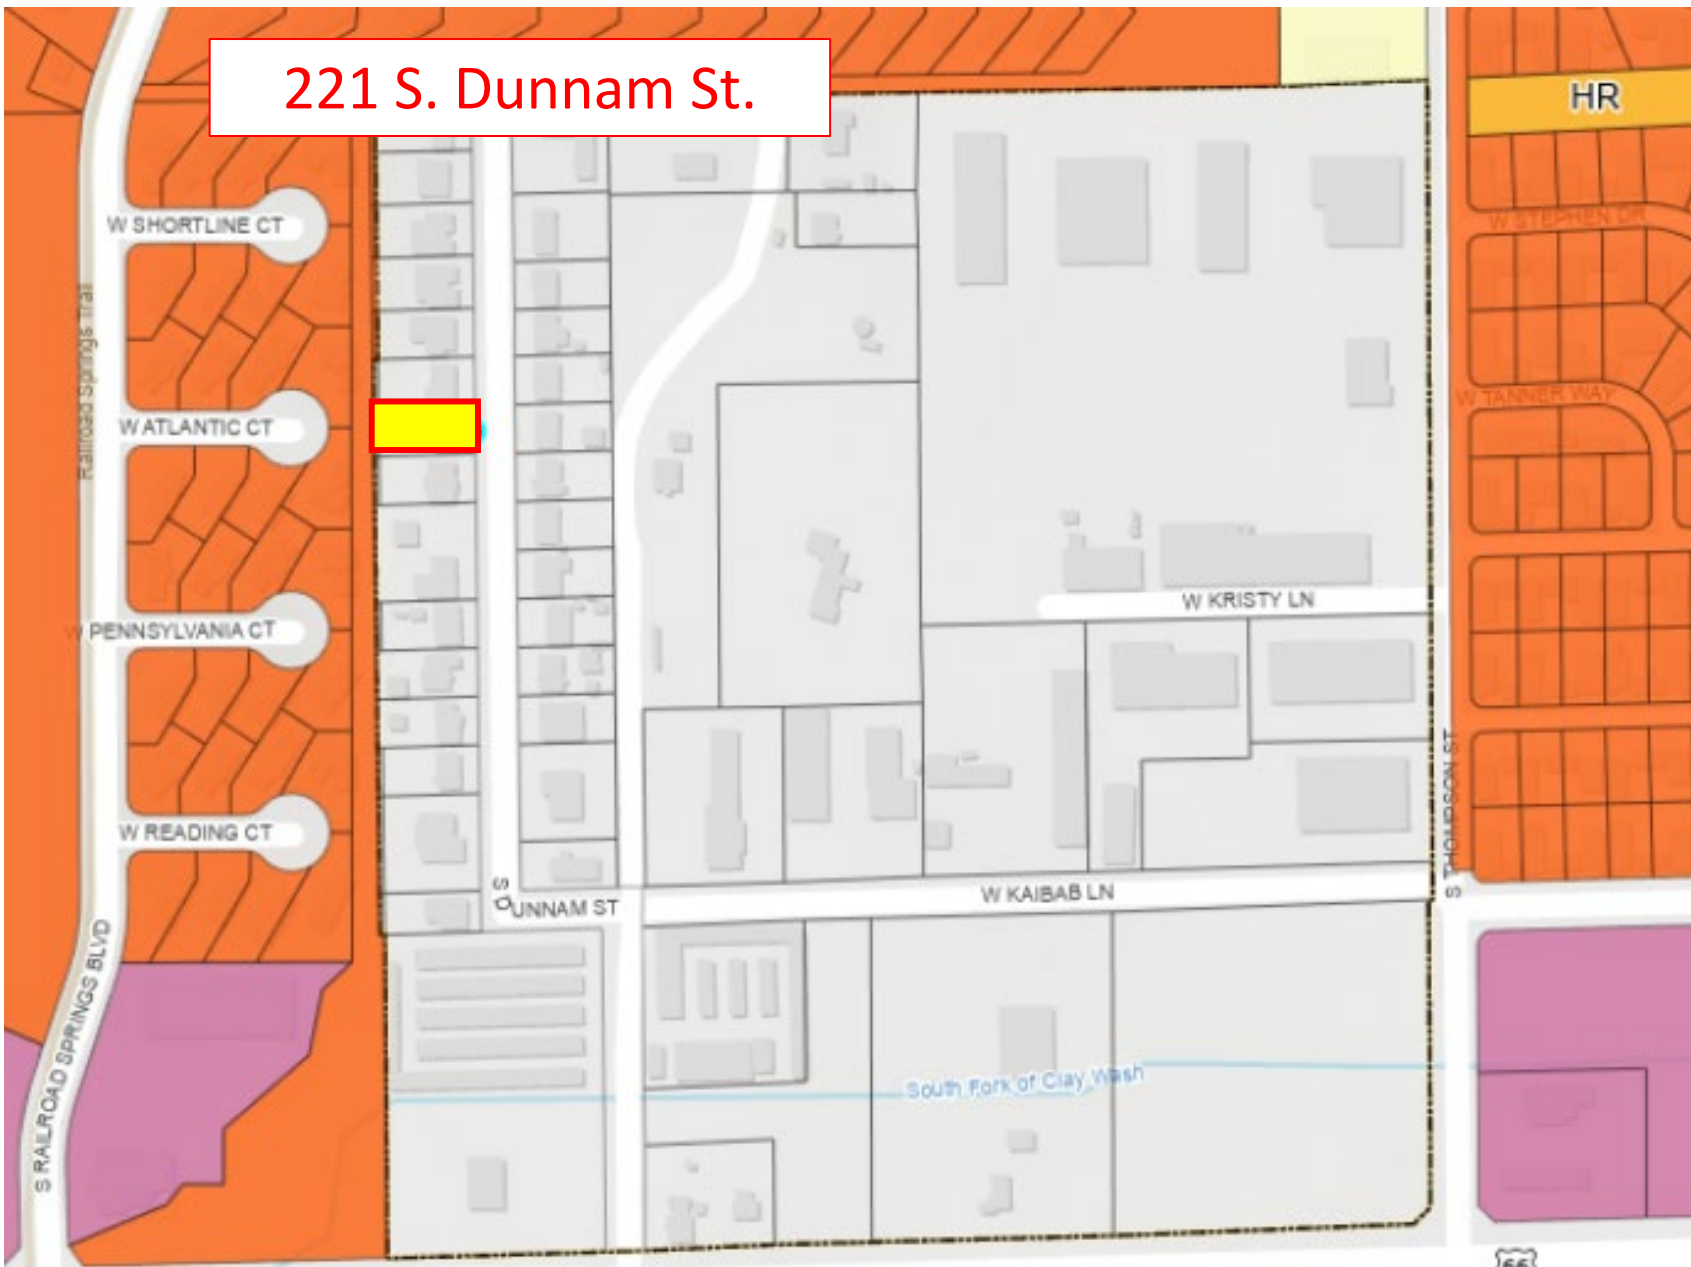 221 S. Dunnam St.
HR
W SHORTLINE CT
W STEPHEN DR
Railroad Springs Trail
W TANNER WAY
W ATLANTIC CT
W KRISTY LN
W PENNSYLVANIA CT
W READING CT
S THOMPSON ST
W KAIBAB LN
S DUNNAM ST
S RAILROAD SPRINGS BLVD
South Fork of Clay Wash
66